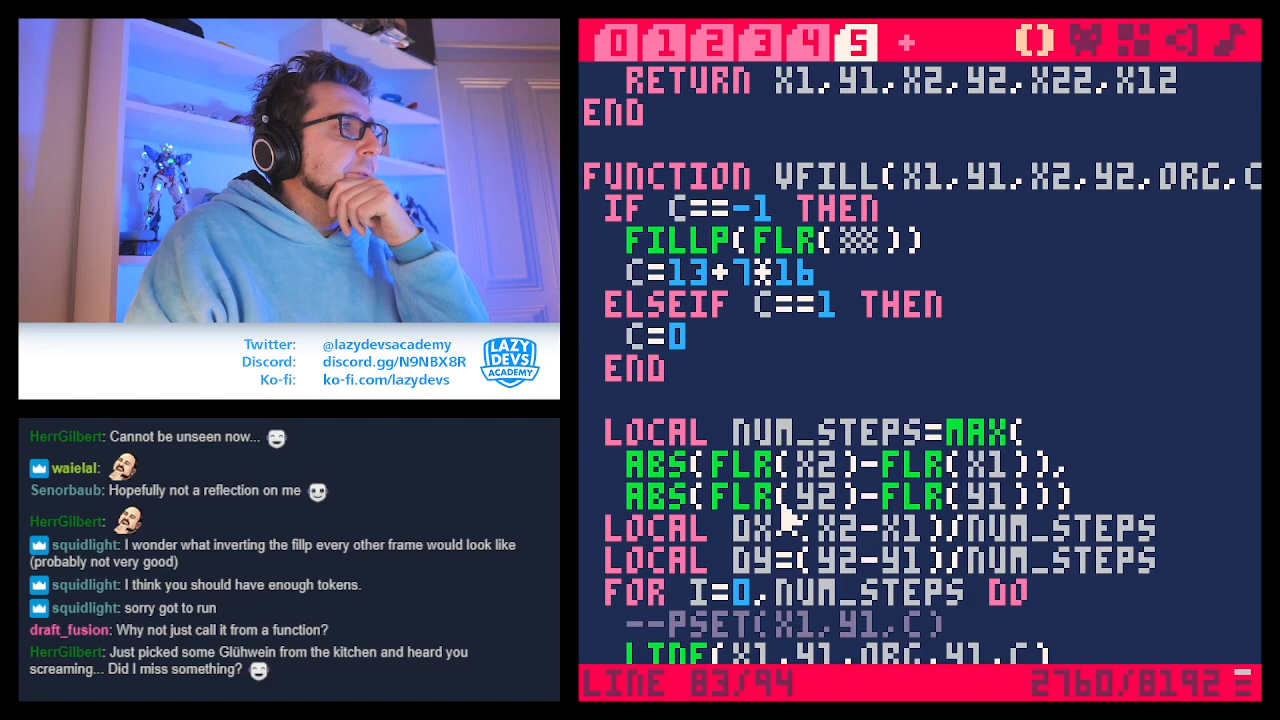 Twitter: @lazydevsacademy
Discord: discord.gg/N9NBX8R
Ko-fi: ko-fi.com/lazydevs
LAZY
DEVS
ACADEMY
HerrGilbert: Cannot be unseen now...
waielal:
Senorbaub: Hopefully not a reflection on me
HerrGilbert:
squidlight: I wonder what inverting the fillp every other frame would look like
(probably not very good)
squidlight: I think you should have enough tokens.
squidlight: sorry got to run
draft_fusion: Why not just call it from a function?
HerrGilbert: Just picked some Glühwein from the kitchen and heard you
screaming... Did I miss something?
0 1 2 3 4 5 +
RETURN X1,Y1,X2,Y2,X22,X12
END
FUNCTION VFILL(X1,Y1,X2,Y2,ORG,C
IF C==-1 THEN
FILLP(FLR(▒))
C=13+7*16
ELSEIF C==1 THEN
C=0
END
LOCAL NUM_STEPS=MAX(
ABS(FLR(X2)-FLR(X1)),
ABS(FLR(Y2)-FLR(Y1)))
LOCAL DX=(X2-X1)/NUM_STEPS
LOCAL DY=(Y2-Y1)/NUM_STEPS
FOR I=0,NUM_STEPS DO
--PSET(X1,Y1,C)
LINE(X1,Y1,ORG,Y1,C)
LINE 83/94
2760/8192